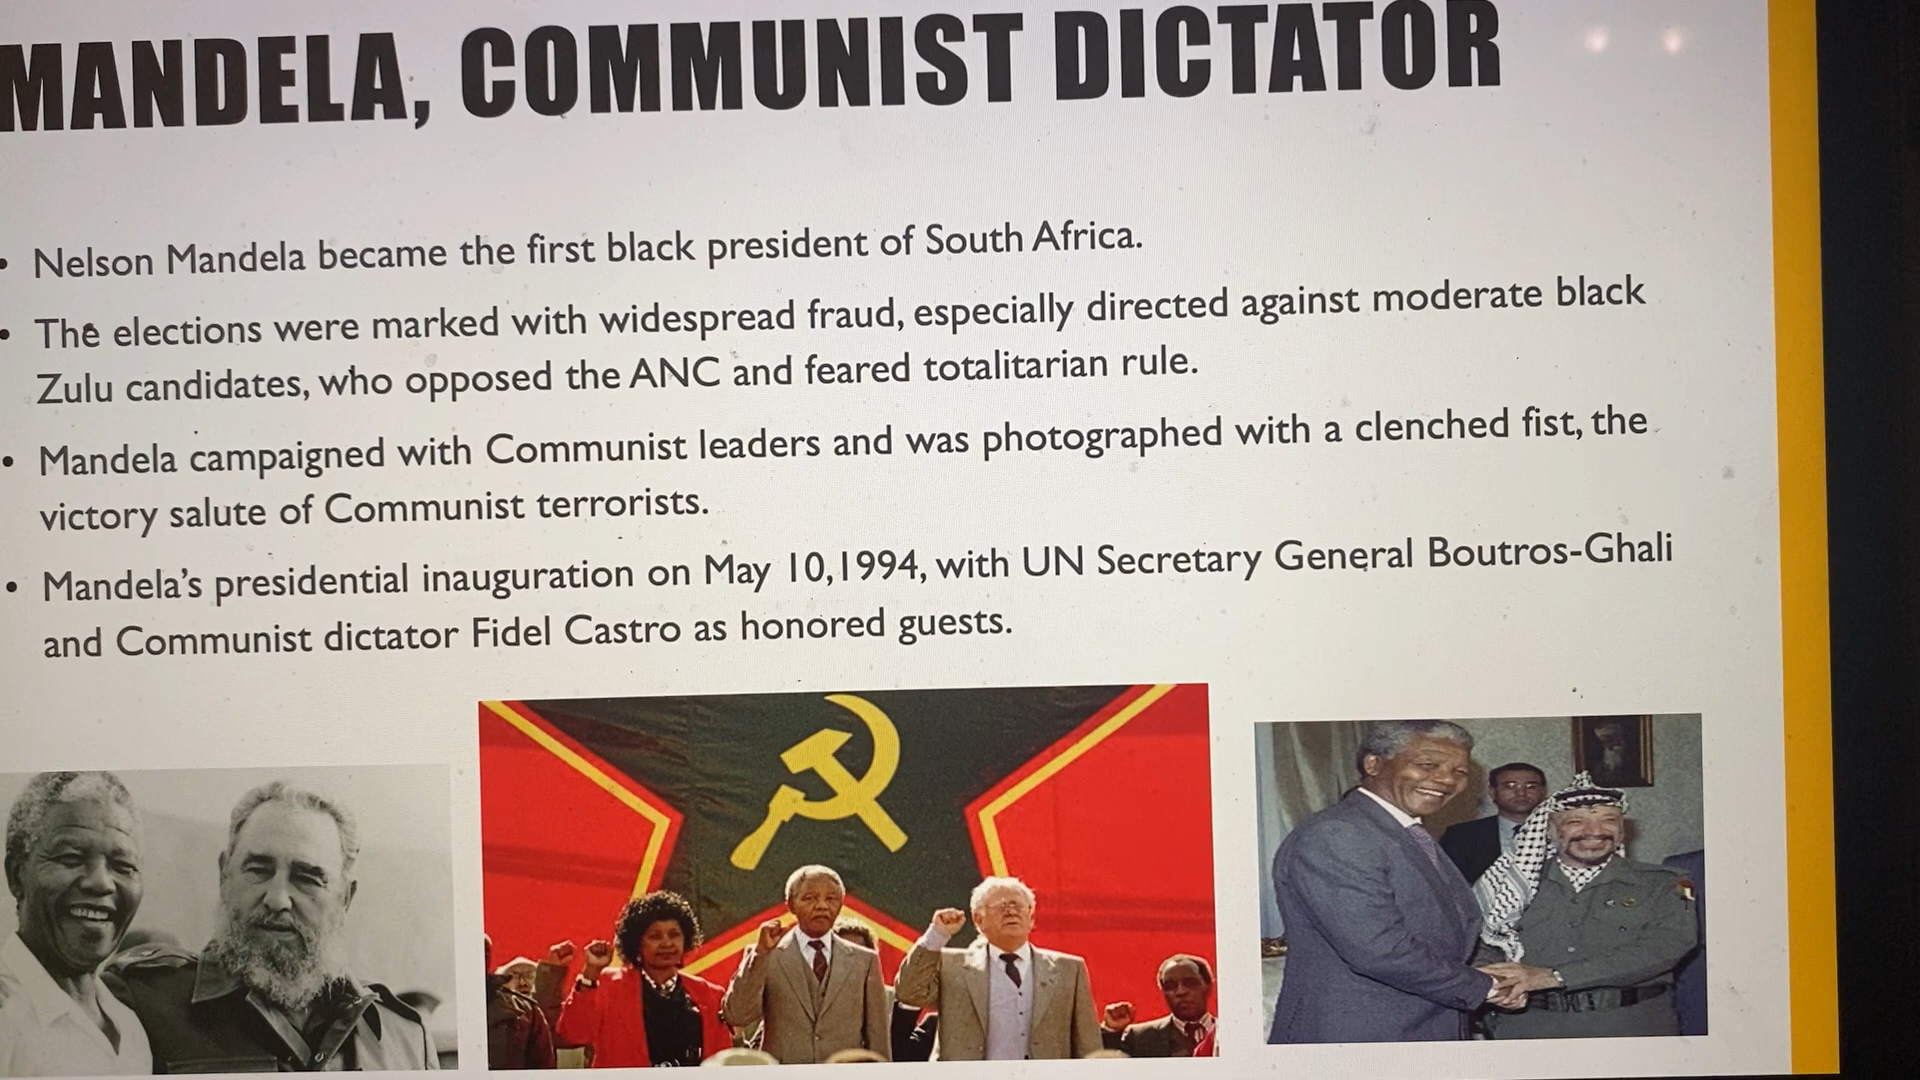 MANDELA, COMMUNIST DICTATOR
• Nelson Mandela became the first black president of South Africa.
• The elections were marked with widespread fraud, especially directed against moderate black
Zulu candidates, who opposed the ANC and feared totalitarian rule.
• Mandela campaigned with Communist leaders and was photographed with a clenched fist, the
victory salute of Communist terrorists.
• Mandela's presidential inauguration on May 10,1994, with UN Secretary General Boutros-Ghali
and Communist dictator Fidel Castro as honored guests.